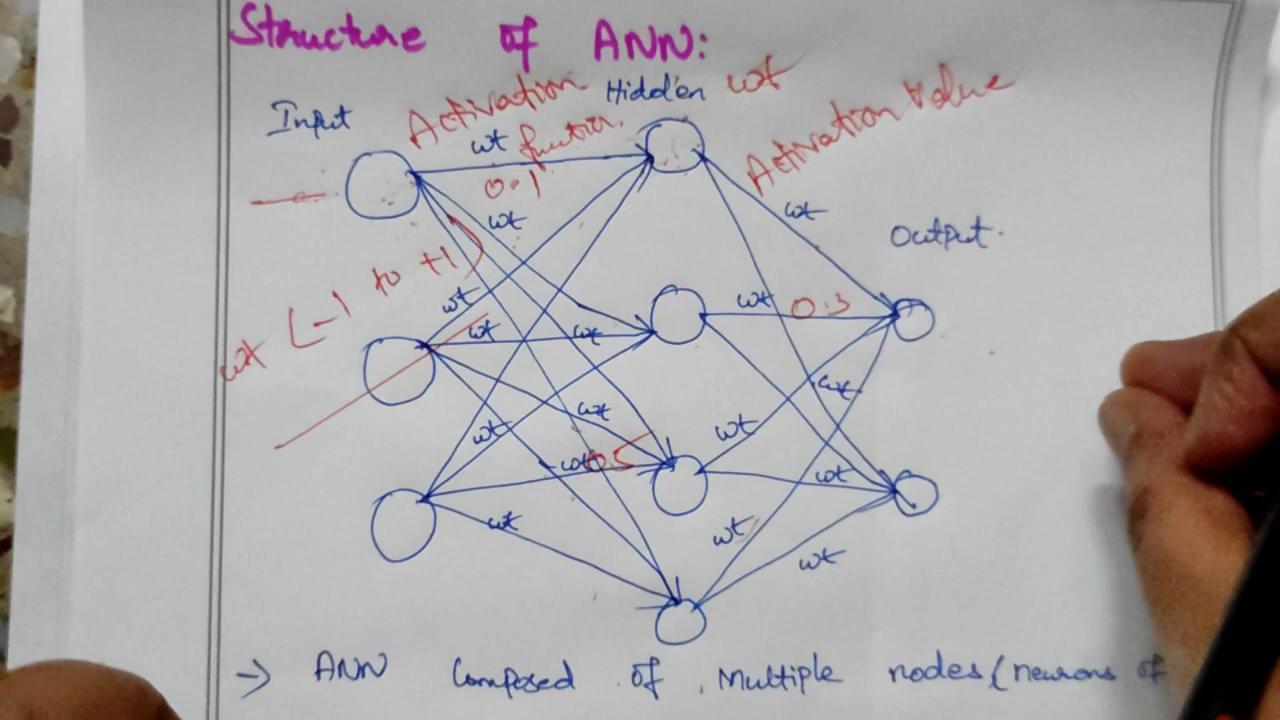 Structure of ANN:
Input
Activation function
Hidden
wt
Activation Value
wt
0.1
wt
wt
Output.
wt (-1 to +1)
wt
wt
wt
wt 0.3
wt
wt
wt
wt
wt 0.5
wt
wt
wt
wt
→ ANN Composed of Multiple nodes (neurons of